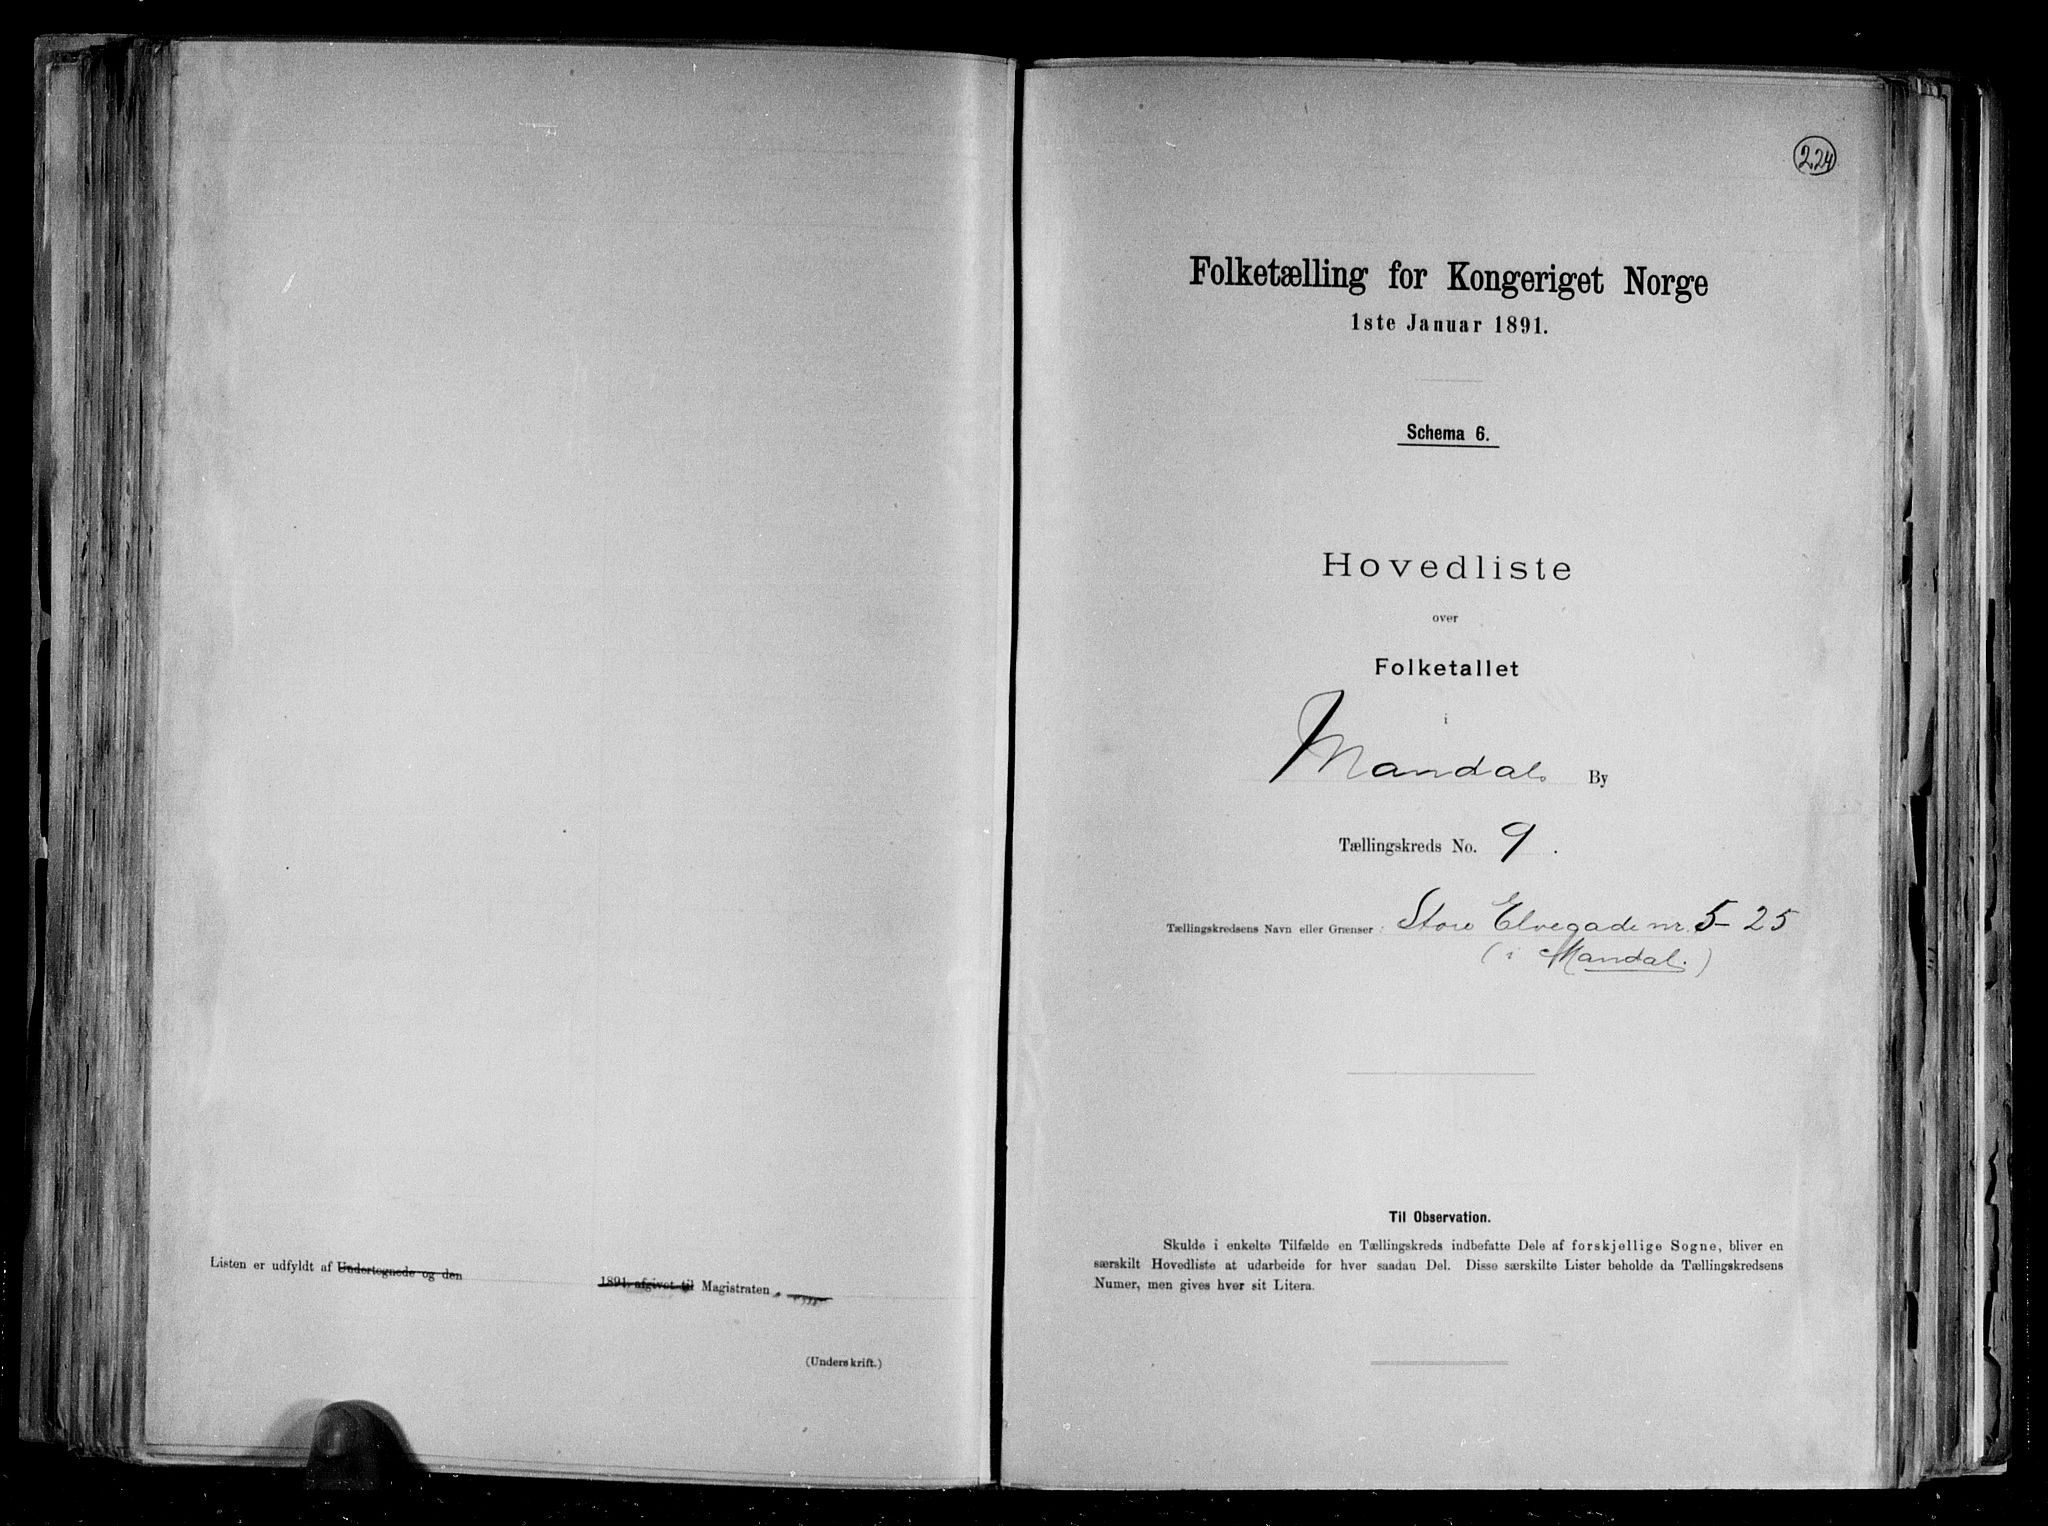 Listen er udfyldt af Undertegnede og den
1891 afgivet til Magistraten
(Underskrift.)
224
Folketælling for Kongeriget Norge
1ste Januar 1891.
Schema 6.
Hovedliste
over
Folketallet
i
Mandal By
Tællingskreds No. 9.
Tællingskredsens Navn eller Grænser: Store Elvegade nr. 5-25
(i Mandal.)
Til Observation.
Skulde i enkelte Tilfælde en Tællingskreds indbefatte Dele af forskjellige Sogne, bliver en
særskilt Hovedliste at udarbeide for hver saadan Del. Disse særskilte Lister beholde da Tællingskredsens
Numer, men gives hver sit Litera.